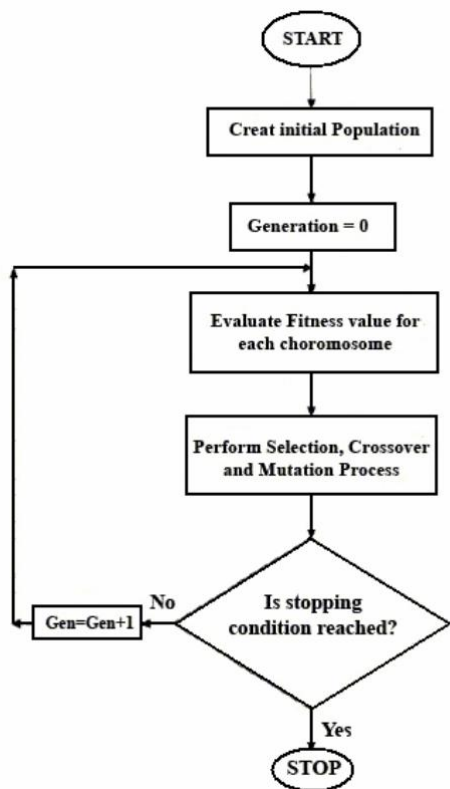 START
Creat initial Population
Generation = 0
Evaluate Fitness value for
each choromosome
Perform Selection, Crossover
and Mutation Process
Is stopping
condition reached?
No
Gen=Gen+1
Yes
STOP